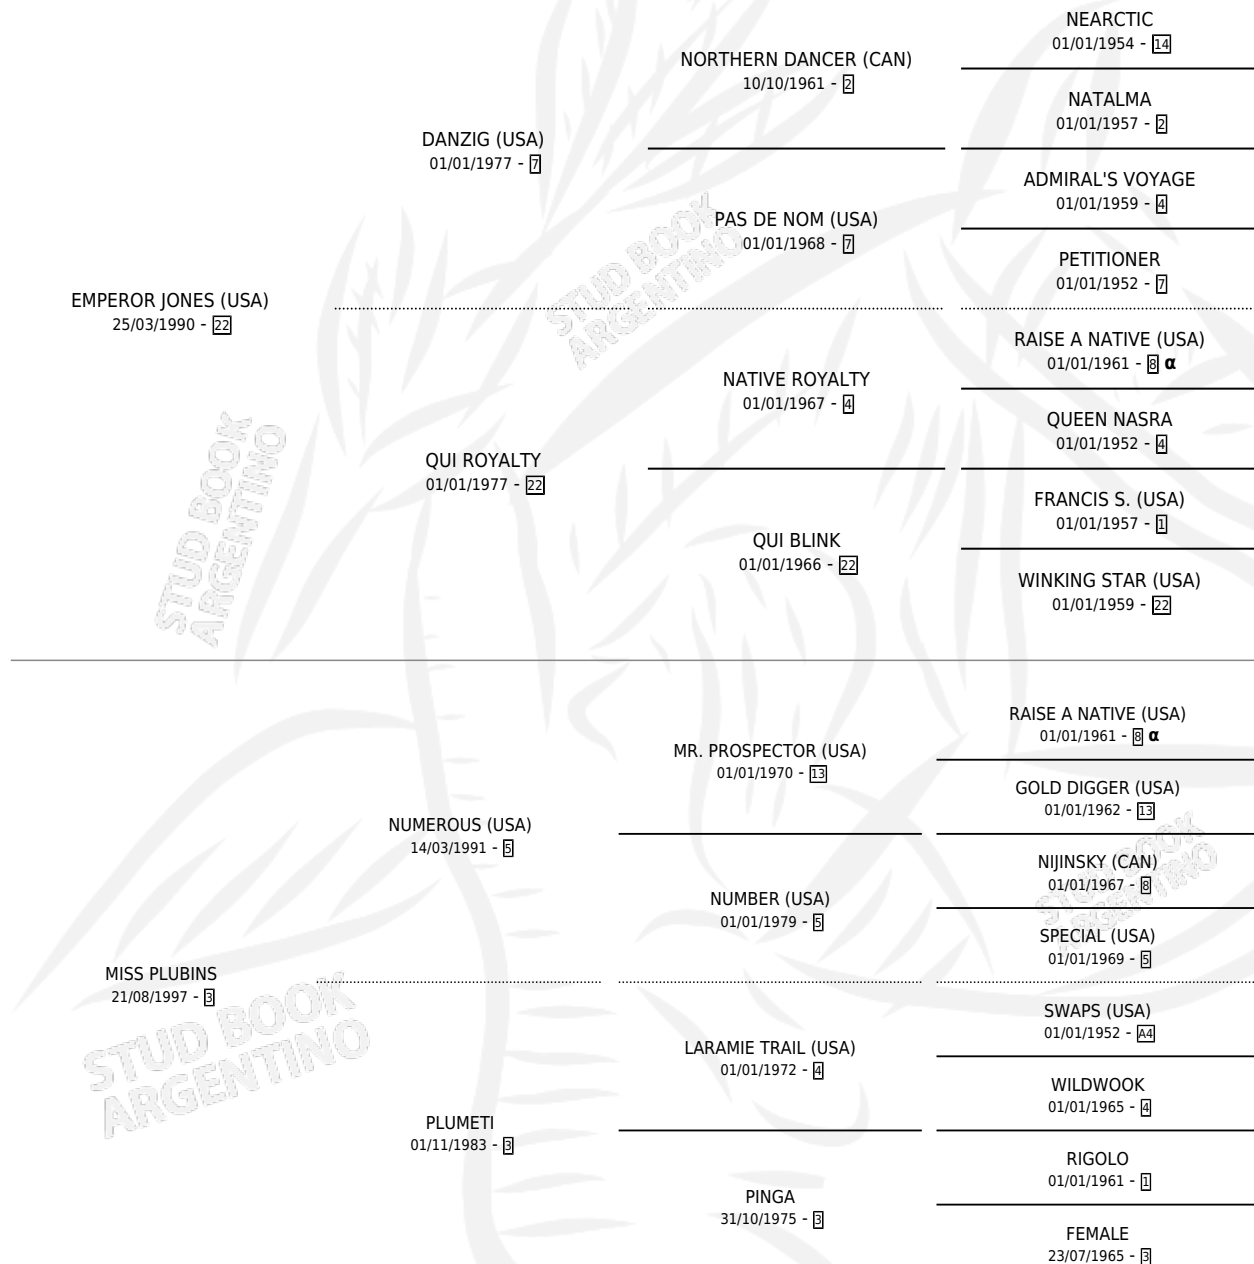 NEARCTIC
01/01/1954 - 14
NORTHERN DANCER (CAN)
10/10/1961 - 2
NATALMA
01/01/1957 - 2
DANZIG (USA)
01/01/1977 - 7
ADMIRAL'S VOYAGE
01/01/1959 - 4
PAS DE NOM (USA)
01/01/1968 - 7
PETITIONER
01/01/1952 - 7
EMPEROR JONES (USA)
25/03/1990 - 22
RAISE A NATIVE (USA)
01/01/1961 - 8 α
NATIVE ROYALTY
01/01/1967 - 4
QUEEN NASRA
01/01/1952 - 4
QUI ROYALTY
01/01/1977 - 22
FRANCIS S. (USA)
01/01/1957 - 1
QUI BLINK
01/01/1966 - 22
WINKING STAR (USA)
01/01/1959 - 22
STUD BOOK
ARGENTINO
STUD BOOK
ARGENTINO
RAISE A NATIVE (USA)
01/01/1961 - 8 α
MR. PROSPECTOR (USA)
01/01/1970 - 13
GOLD DIGGER (USA)
01/01/1962 - 13
NUMEROUS (USA)
14/03/1991 - 5
NIJINSKY (CAN)
01/01/1967 - 8
NUMBER (USA)
01/01/1979 - 5
SPECIAL (USA)
01/01/1969 - 5
MISS PLUBINS
21/08/1997 - 3
SWAPS (USA)
01/01/1952 - A4
LARAMIE TRAIL (USA)
01/01/1972 - 4
WILDWOOK
01/01/1965 - 4
PLUMETI
01/11/1983 - 3
RIGOLO
01/01/1961 - 1
PINGA
31/10/1975 - 3
FEMALE
23/07/1965 - 3
STUD BOOK
ARGENTINO
STUD BOOK
ARGENTINO